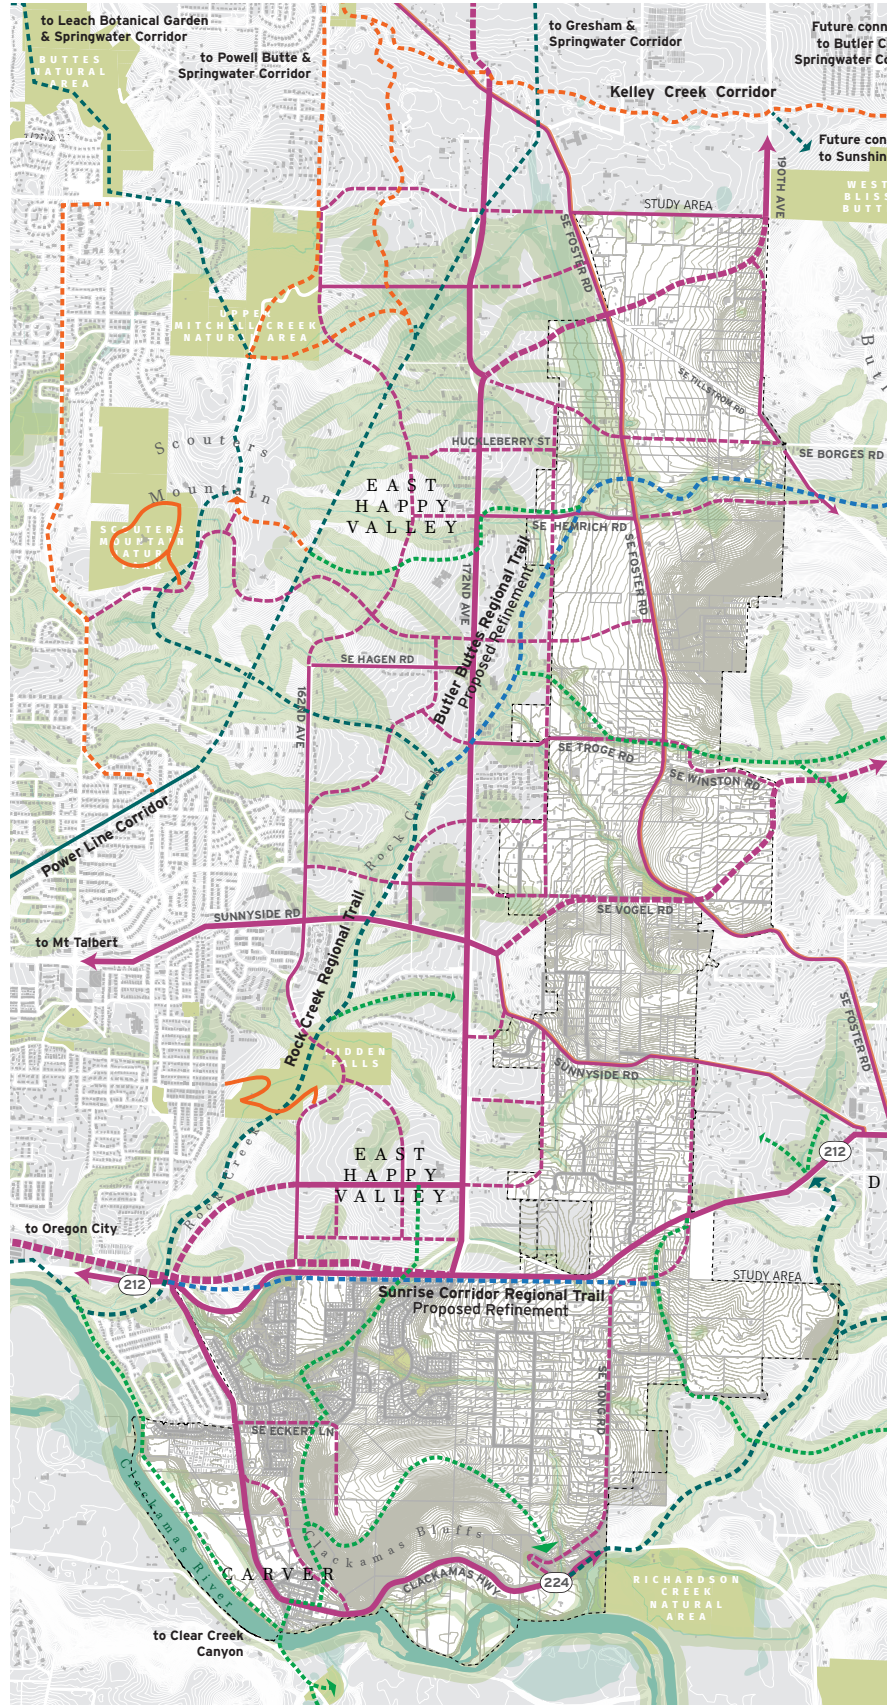 to Leach Botanical Garden
& Springwater Corridor
to Gresham &
Springwater Corridor
Future conn
to Butler C
Springwater Co
to Powell Butte &
Springwater Corridor
BUTTES
NATURAL
AREA
Kelley Creek Corridor
Future con
to Sunshin
190TH AVE
WEST
BLISS
BUTT
STUDY AREA
SE FOSTER RD
UPPE
MITCHELL CREEK
NATURE AREA
Butt
SE TILLSTROM RD
Scouters
Mountain
HUCKLEBERRY ST
SE BORGES RD
EAST
HAPPY
VALLEY
SCOUTERS
MOUNTAIN
NATURE
PARK
SE HEMRICH RD
SE FOSTER RD
172ND AVE
Butler Buttes Regional Trail
Proposed Refinement
SE HAGEN RD
162ND AVE
SE TROGE RD
SE WINSTON RD
Power Line Corridor
Rock Creek
SUNNYSIDE RD
SE VOGEL RD
to Mt Talbert
Rock Creek Regional Trail
SE FOSTER RD
HIDDEN
FALLS
SUNNYSIDE RD
212
EAST
HAPPY
VALLEY
D
Rock Creek
to Oregon City
212
STUDY AREA
Sunrise Corridor Regional Trail
Proposed Refinement
SE TONG RD
SE ECKERT LN
Clackamas River
Clackamas Bluffs
CARVER
CLACKAMAS HWY
224
RICHARDSON
CREEK
NATURAL
AREA
to Clear Creek
Canyon